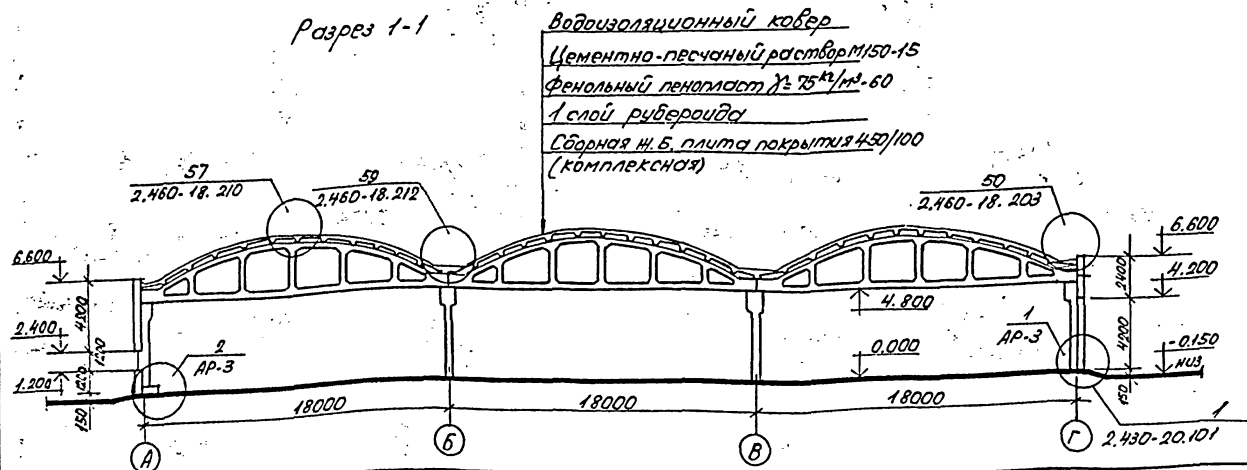 Разрез 1-1
Водоизоляционный ковер
Цементно-песчаный раствор М150-15
Фенольный пенопласт γ=75кг/м³-60
1 слой рубероида
Сборная ж.б. плита покрытия 450/100
(комплексная)
57
2.460-18.210
59
2.460-18.212
50
2.460-18.203
6.600
2.400
1.200
4200
1200
1200
150
2
АР-3
4.800
0.000
1
АР-3
6.600
4.200
2400
4200
-0.150
низ
150
18000
18000
18000
1
2.430-20.101
А
Б
В
Г